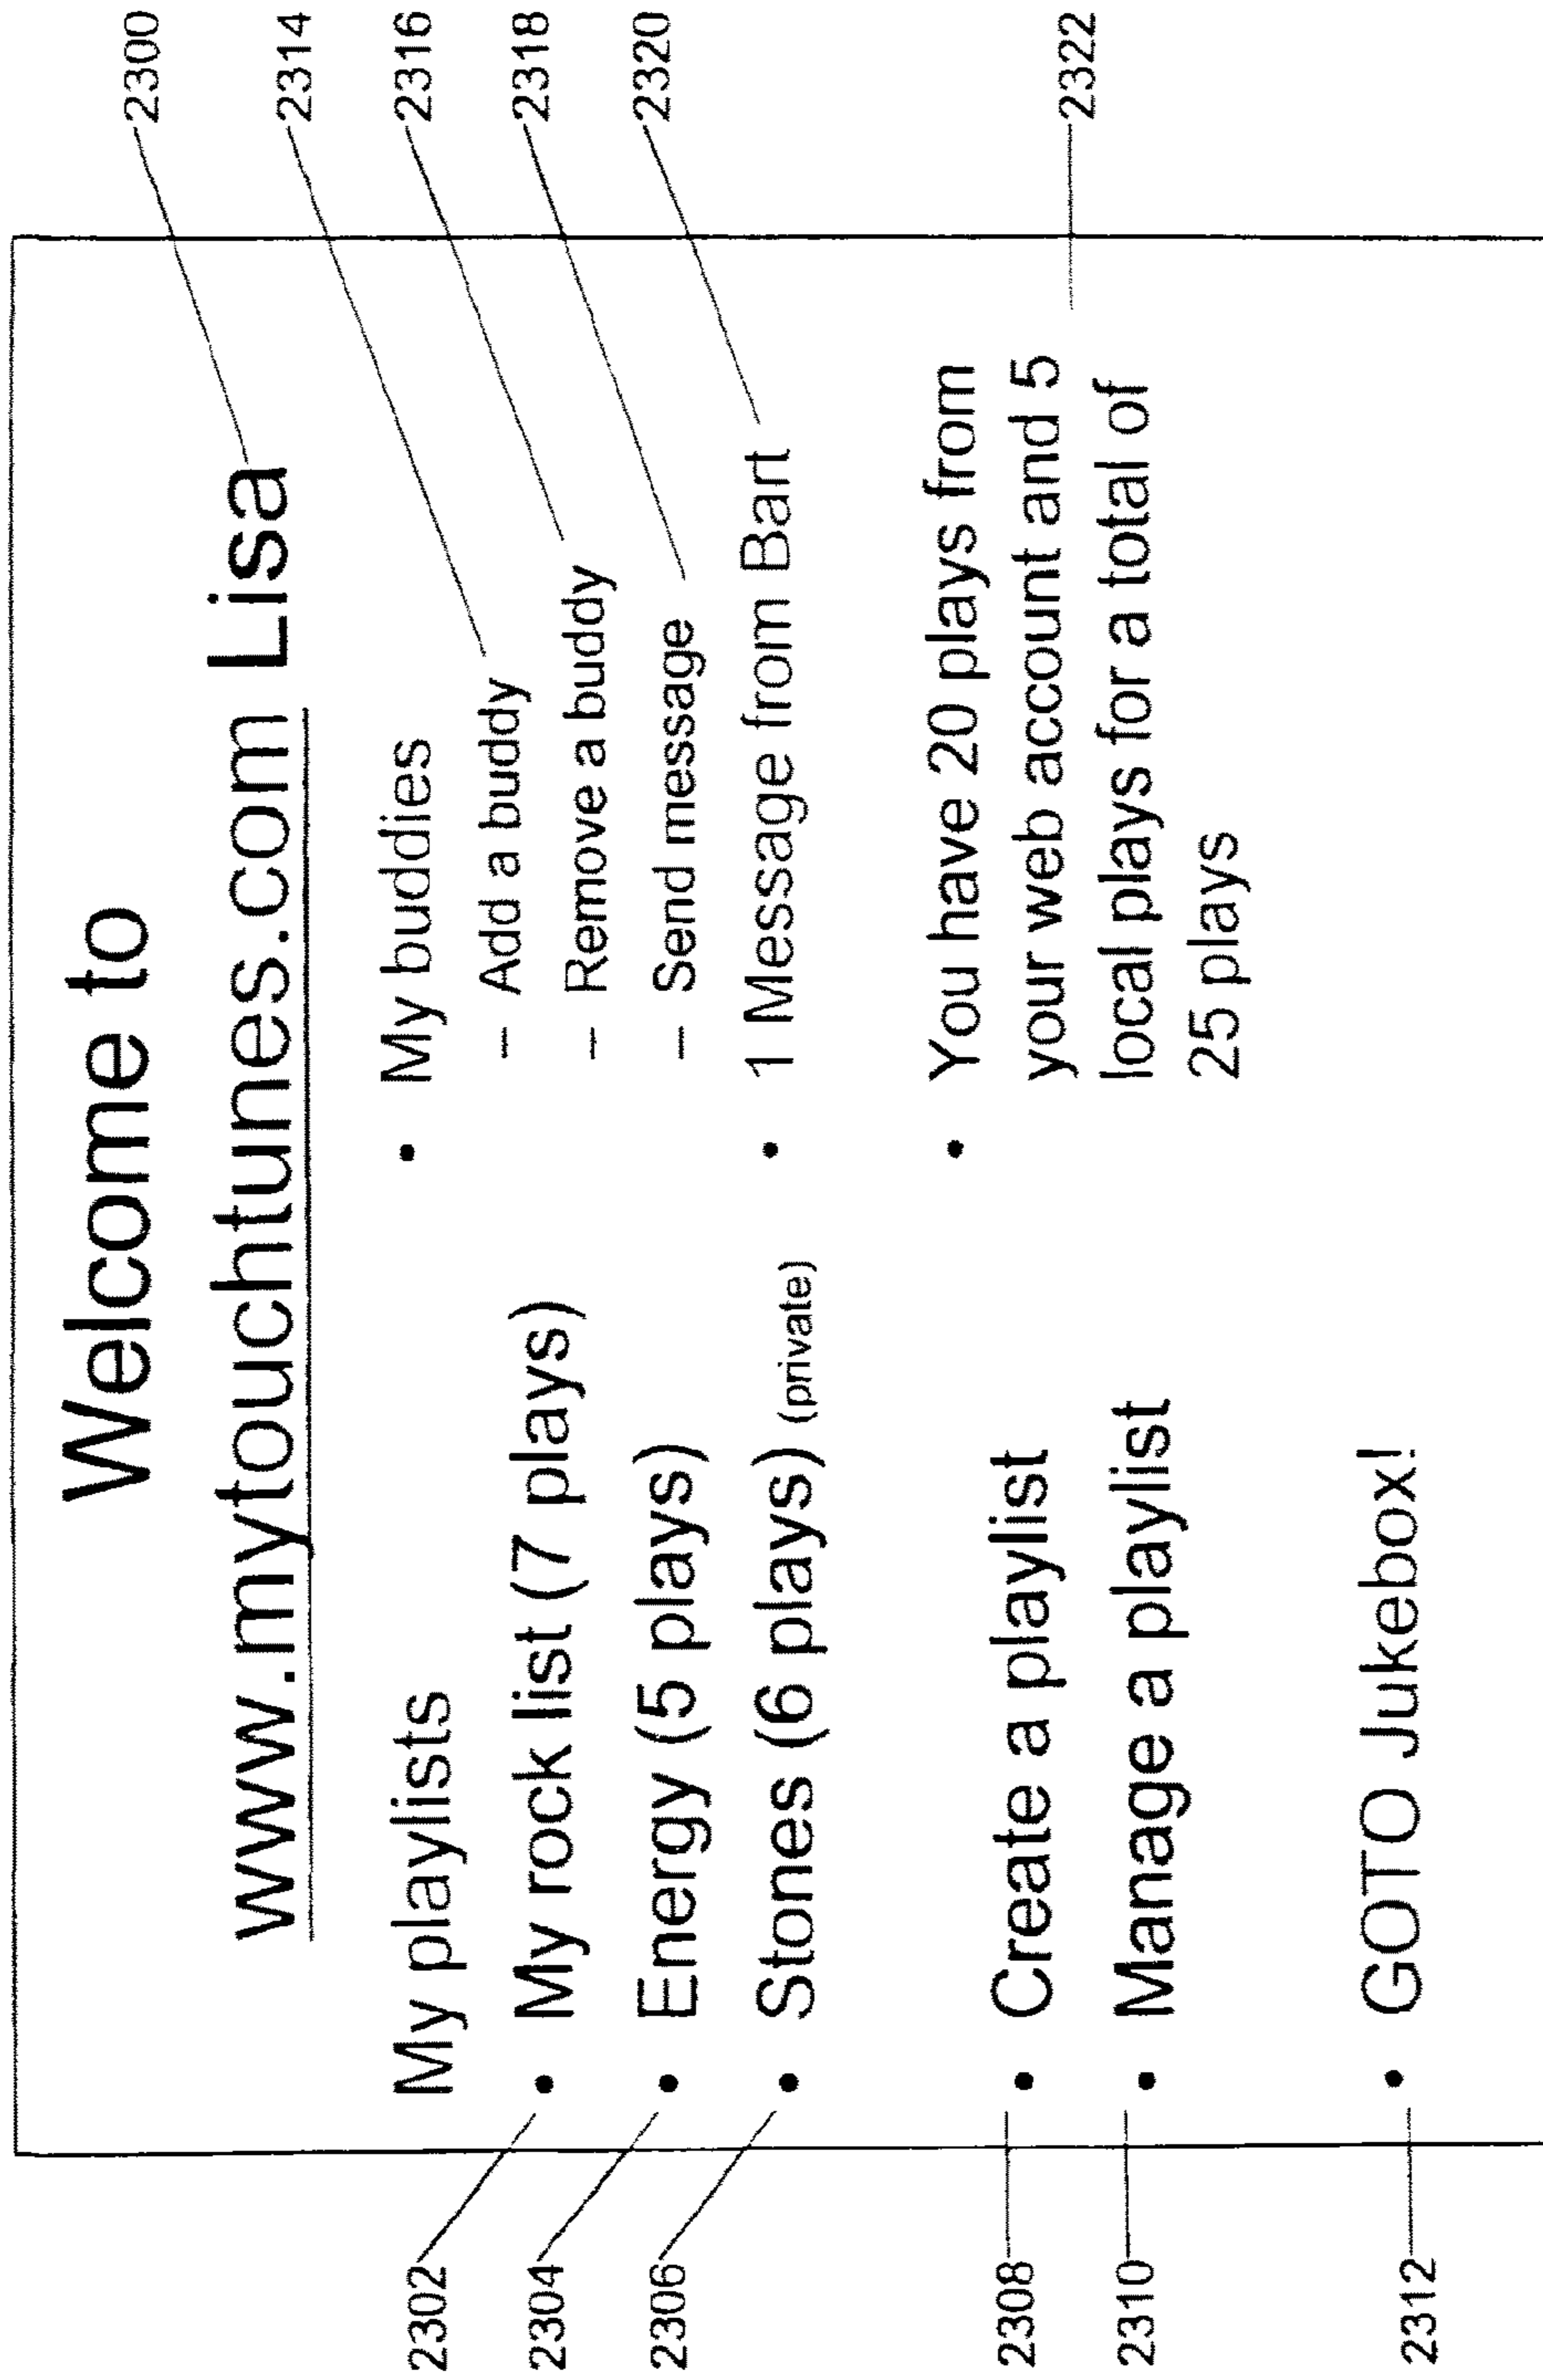 Welcome to
www.mytouchtunes.com Lisa
My playlists
• My rock list (7 plays)
• Energy (5 plays)
• Stones (6 plays) (private)
• Create a playlist
• Manage a playlist
• GOTO Jukebox!
• My buddies
– Add a buddy
– Remove a buddy
– Send message
• 1 Message from Bart
• You have 20 plays from
your web account and 5
local plays for a total of
25 plays
2300
2314
2316
2318
2320
2322
2302
2304
2306
2308
2310
2312